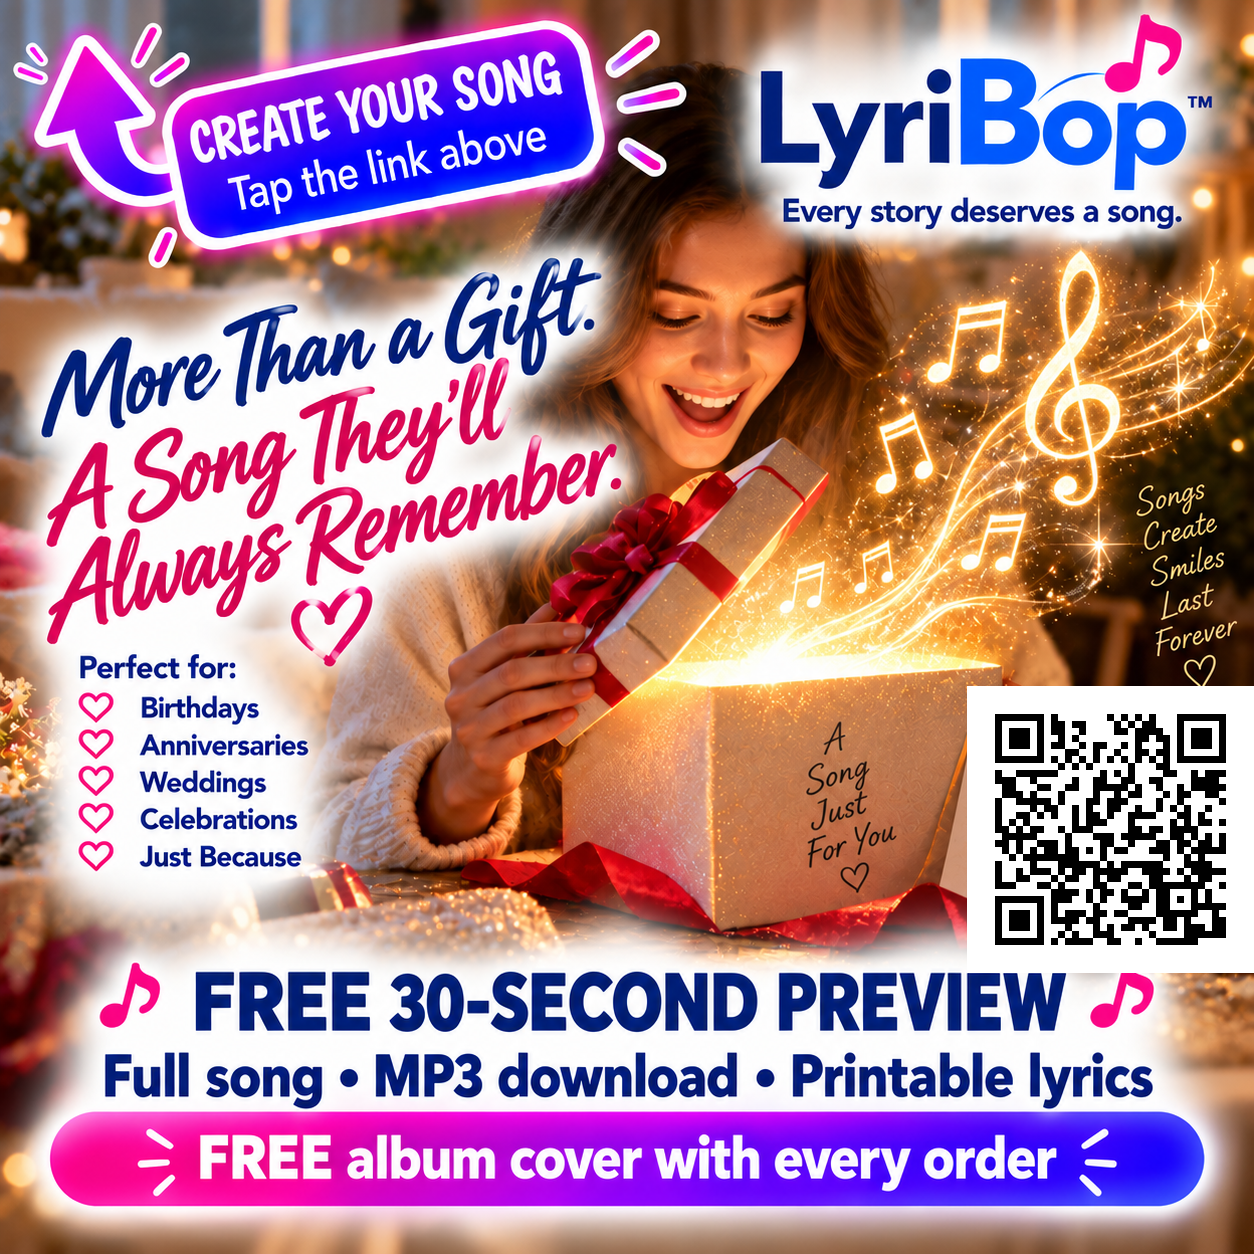 CREATE YOUR SONG
Tap the link above
LyriBop™
Every story deserves a song.
More Than a Gift.
A Song They'll
Always Remember.
Songs
Create
Smiles
Last
Forever
Perfect for:
Birthdays
Anniversaries
Weddings
Celebrations
Just Because
A
Song
Just
For You
FREE 30-SECOND PREVIEW
Full song • MP3 download • Printable lyrics
FREE album cover with every order